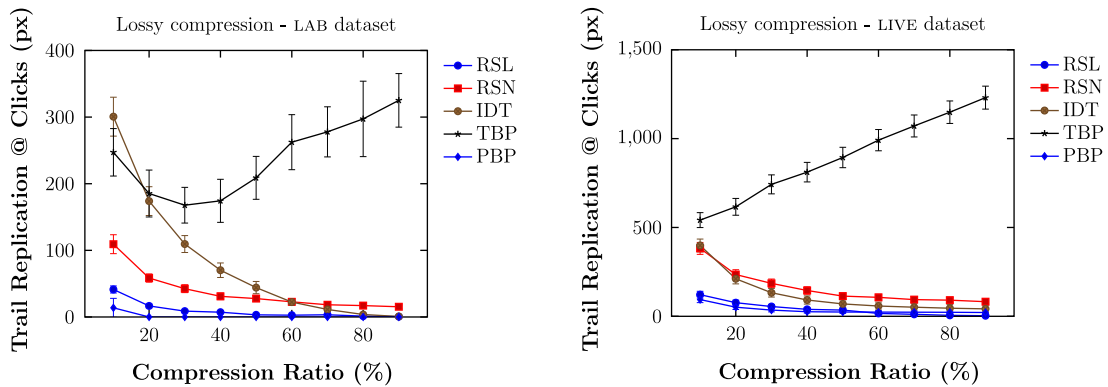 Lossy compression - LAB dataset
Trail Replication @ Clicks (px)
400
300
200
100
0
20
40
60
80
Compression Ratio (%)
RSL
RSN
IDT
TBP
PBP
Lossy compression - LIVE dataset
Trail Replication @ Clicks (px)
1,500
1,000
500
0
20
40
60
80
Compression Ratio (%)
RSL
RSN
IDT
TBP
PBP